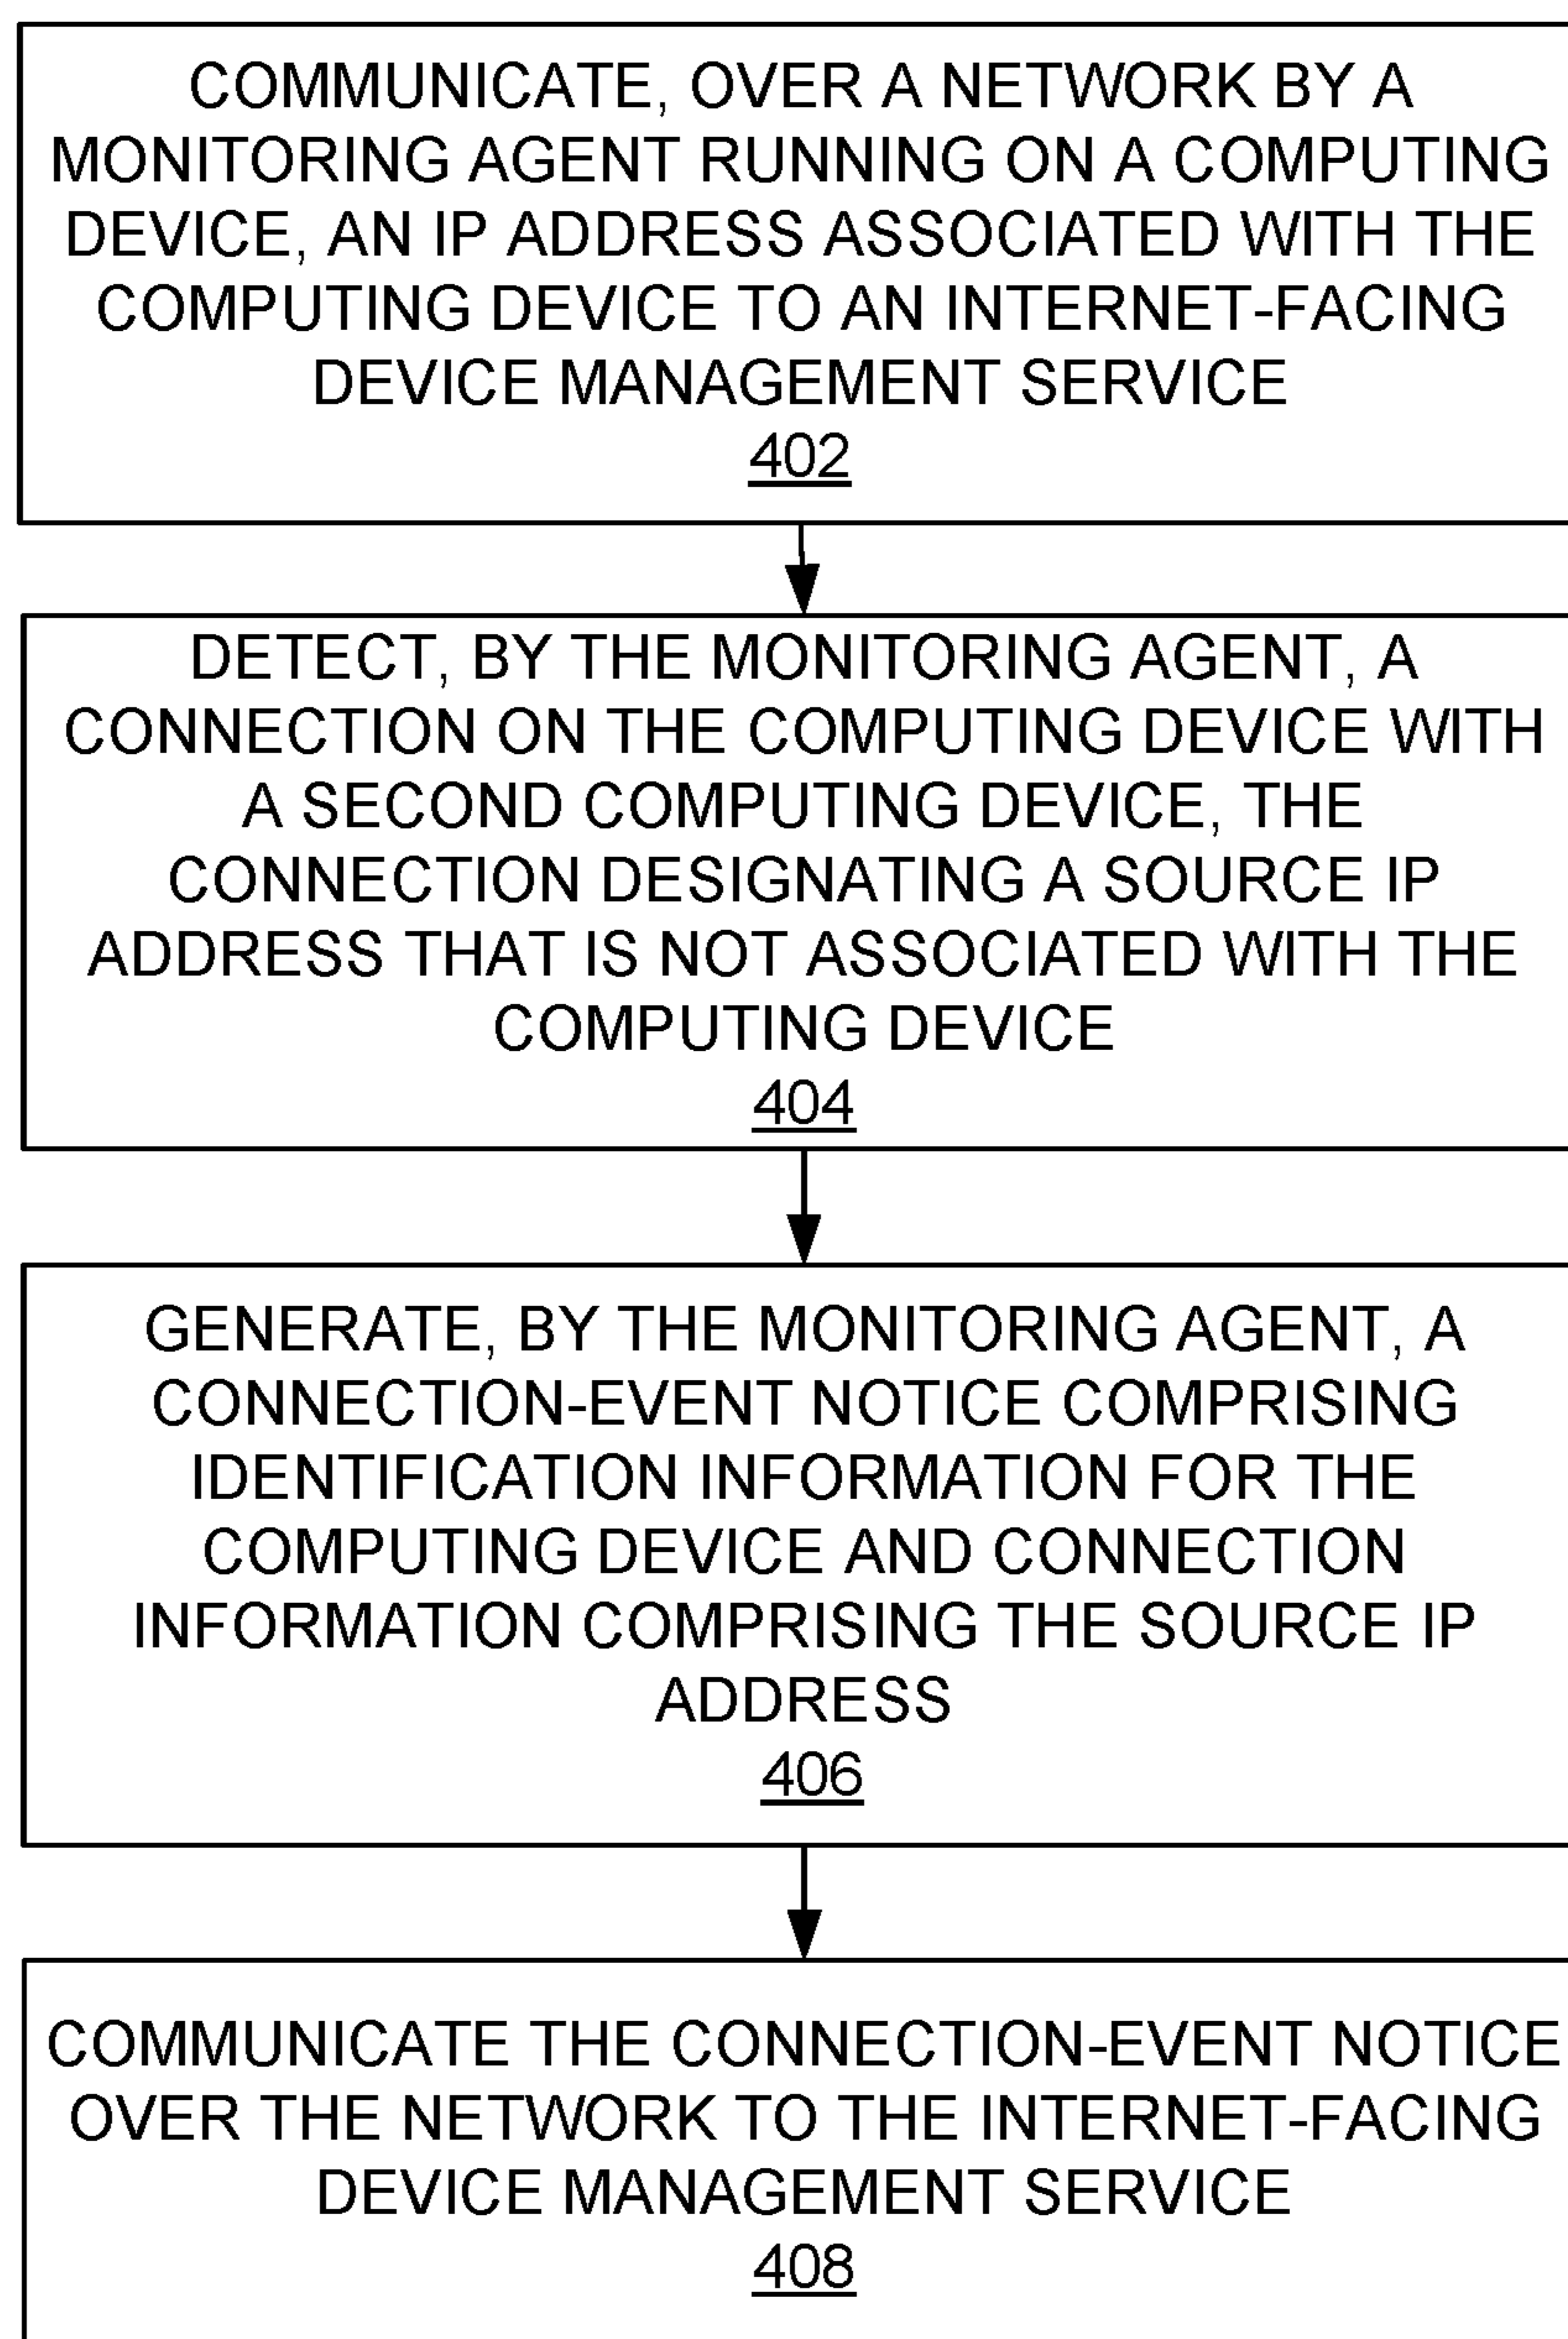 COMMUNICATE, OVER A NETWORK BY A
MONITORING AGENT RUNNING ON A COMPUTING
DEVICE, AN IP ADDRESS ASSOCIATED WITH THE
COMPUTING DEVICE TO AN INTERNET-FACING
DEVICE MANAGEMENT SERVICE
402
DETECT, BY THE MONITORING AGENT, A
CONNECTION ON THE COMPUTING DEVICE WITH
A SECOND COMPUTING DEVICE, THE
CONNECTION DESIGNATING A SOURCE IP
ADDRESS THAT IS NOT ASSOCIATED WITH THE
COMPUTING DEVICE
404
GENERATE, BY THE MONITORING AGENT, A
CONNECTION-EVENT NOTICE COMPRISING
IDENTIFICATION INFORMATION FOR THE
COMPUTING DEVICE AND CONNECTION
INFORMATION COMPRISING THE SOURCE IP
ADDRESS
406
COMMUNICATE THE CONNECTION-EVENT NOTICE
OVER THE NETWORK TO THE INTERNET-FACING
DEVICE MANAGEMENT SERVICE
408